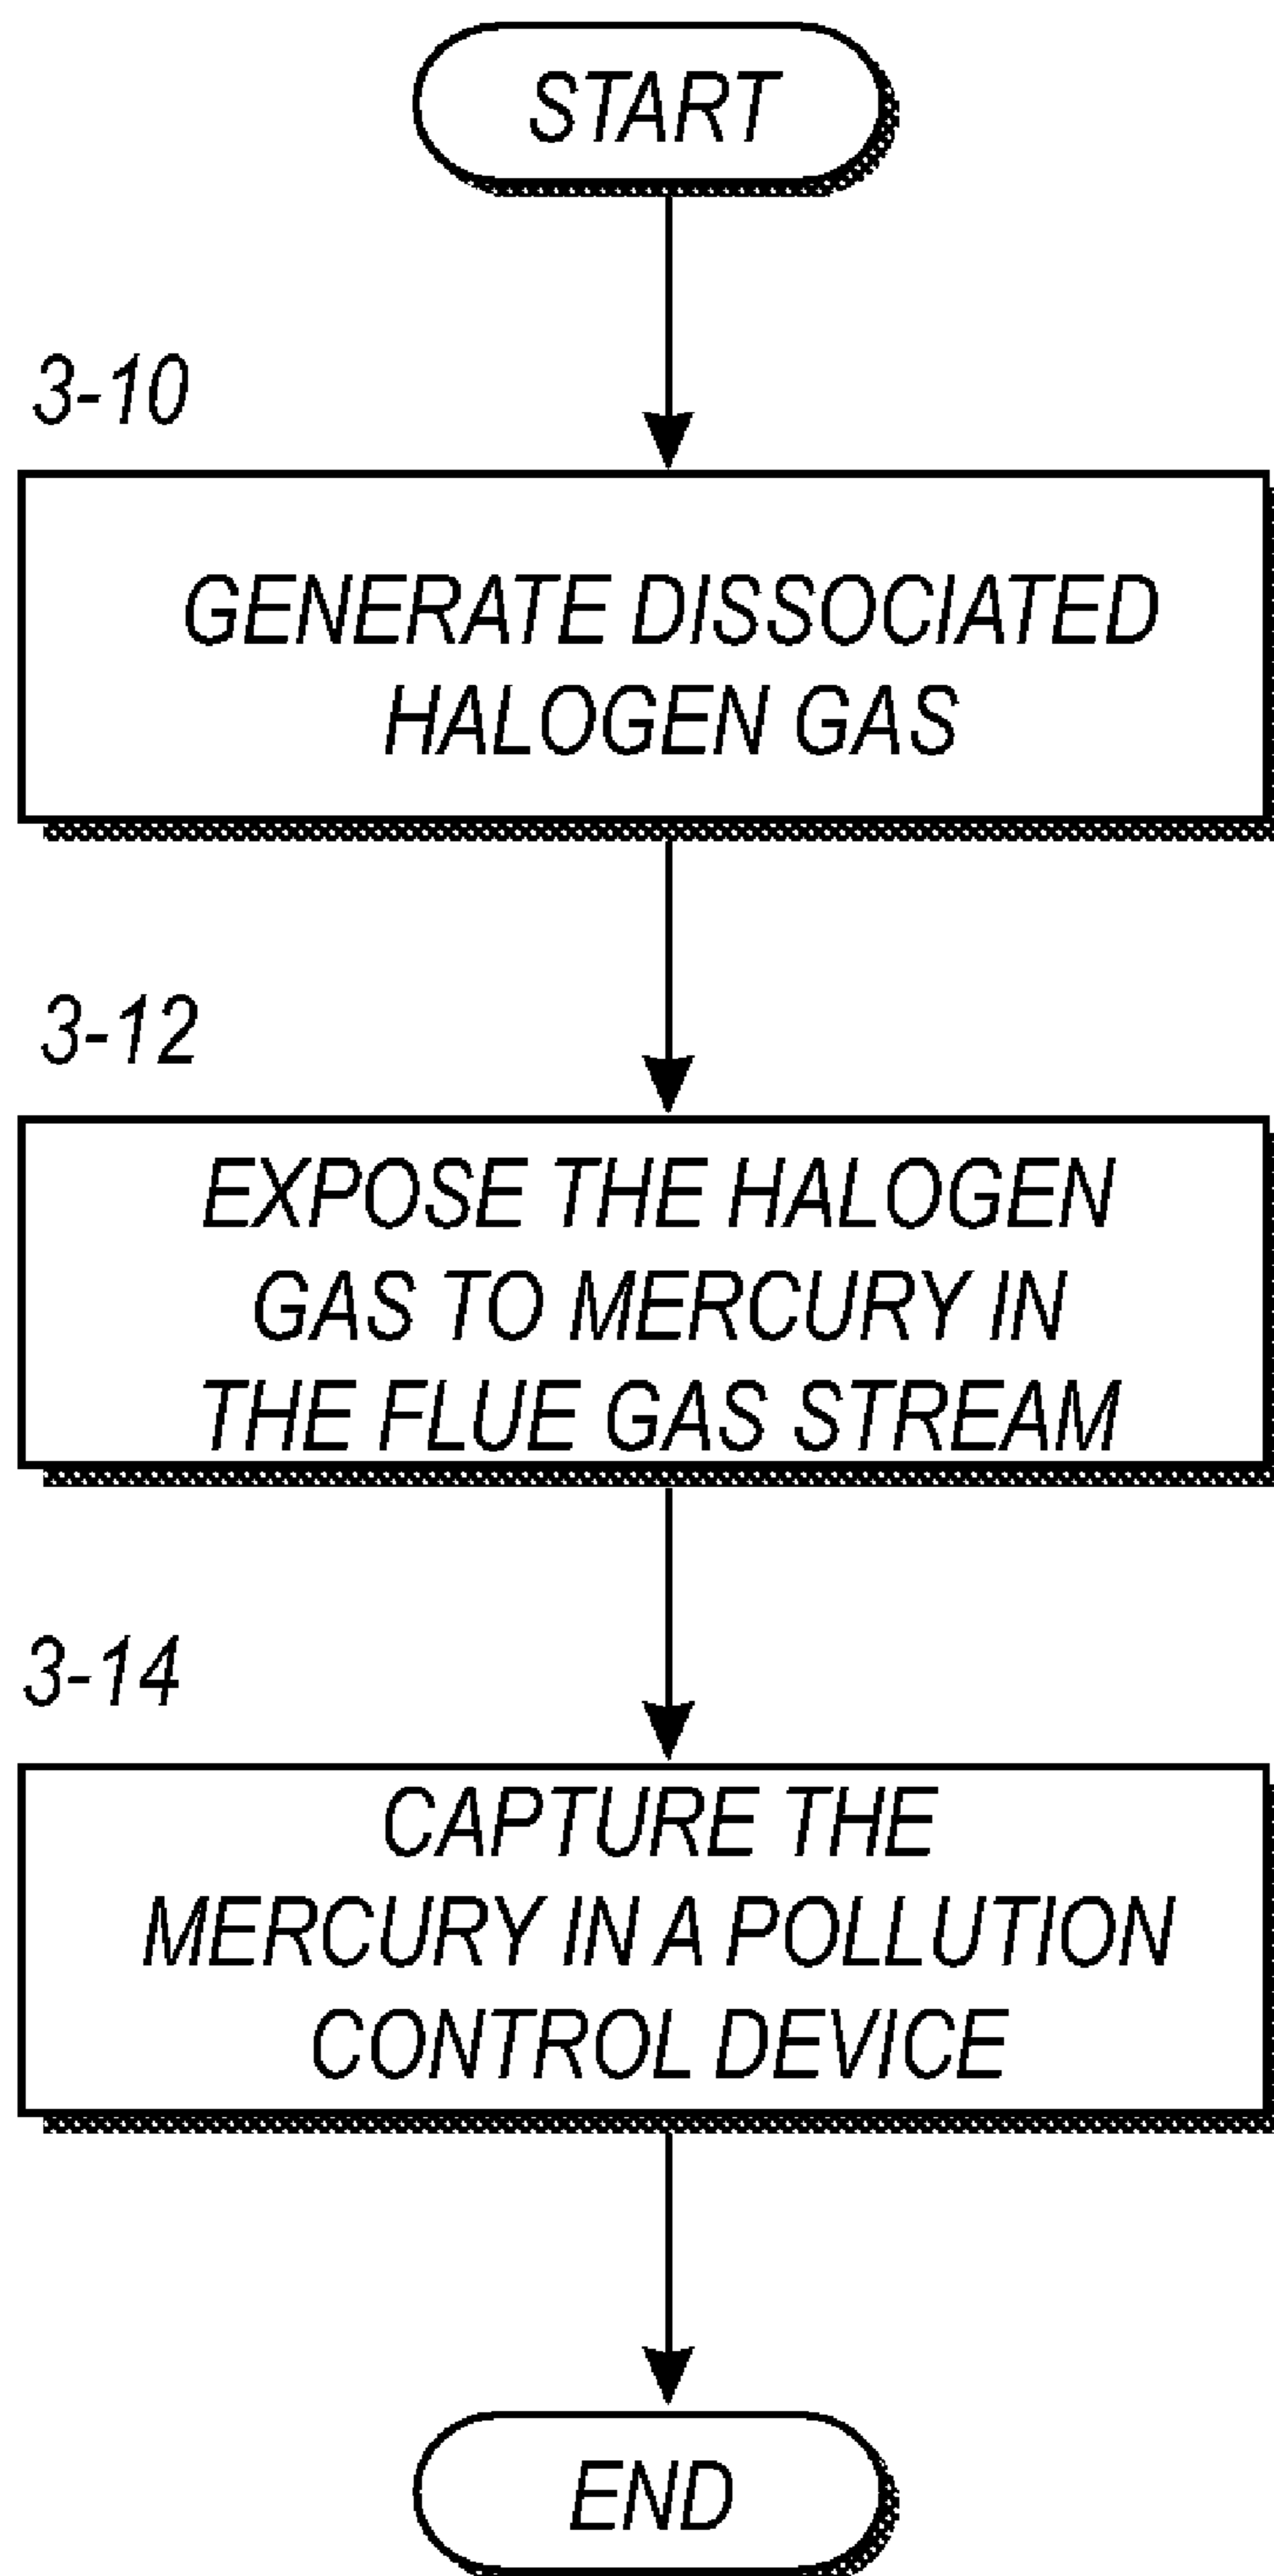 START
3-10
GENERATE DISSOCIATED
HALOGEN GAS
3-12
EXPOSE THE HALOGEN
GAS TO MERCURY IN
THE FLUE GAS STREAM
3-14
CAPTURE THE
MERCURY IN A POLLUTION
CONTROL DEVICE
END